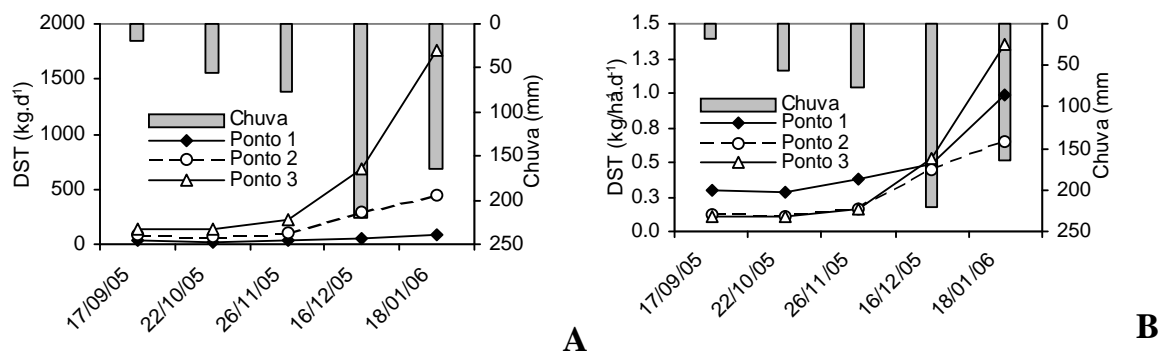 2000
1500
1000
500
0
DST (kg.d¹)
0
50
100
150
200
250
Chuva (mm)
Chuva
Ponto 1
Ponto 2
Ponto 3
17/09/05
22/10/05
26/11/05
16/12/05
18/01/06
A
1.5
1.3
1.0
0.8
0.5
0.3
0.0
DST (kg/há.d⁻¹)
0
50
100
150
200
250
Chuva (mm
Chuva
Ponto 1
Ponto 2
Ponto 3
17/09/05
22/10/05
26/11/05
16/12/05
18/01/06
B